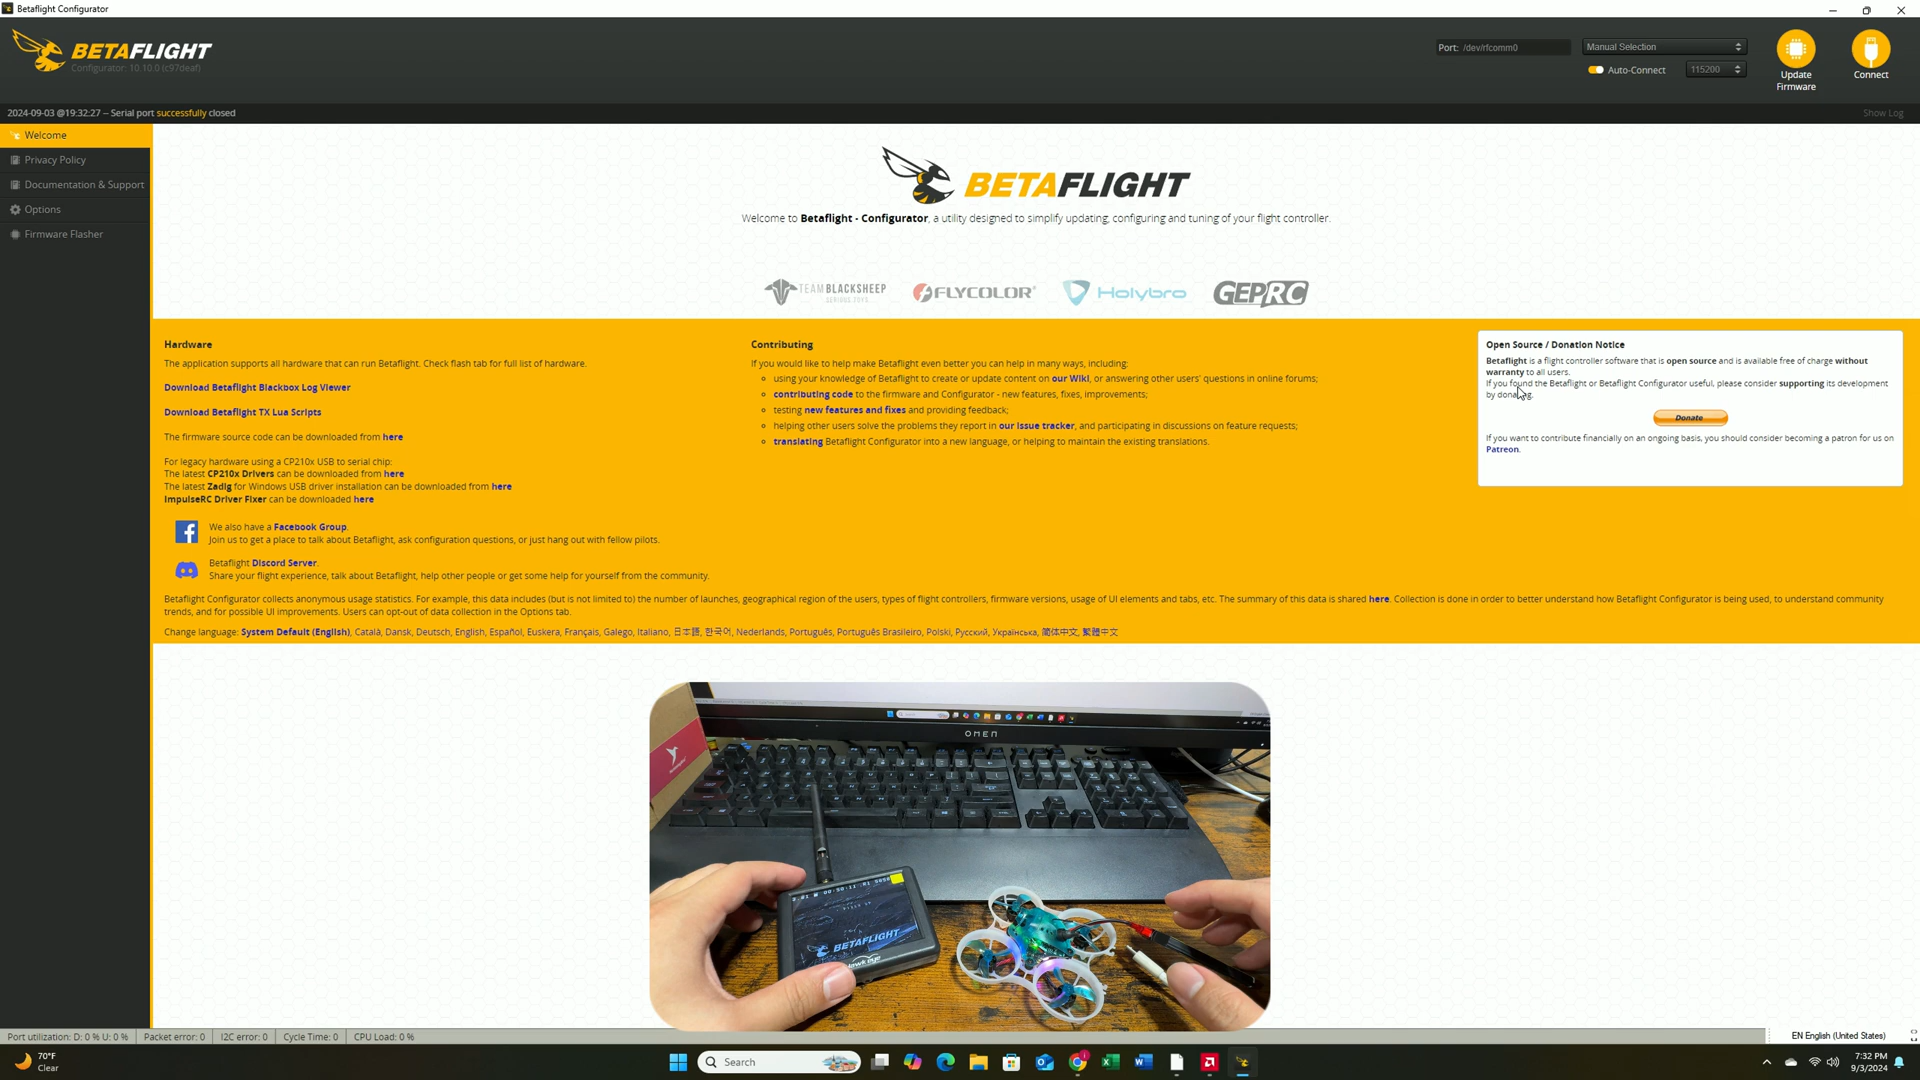 Betaflight Configurator
BETAFLIGHT
Configurator: 10.10.0 (c97deaf)
Port: /dev/rfcomm0
Manual Selection
Auto-Connect
115200
Update
Firmware
Connect
2024-09-03 @19:32:27 -- Serial port successfully closed
Show Log
Welcome
Privacy Policy
Documentation & Support
Options
Firmware Flasher
BETAFLIGHT
Welcome to Betaflight - Configurator, a utility designed to simplify updating, configuring and tuning of your flight controller.
TEAM BLACKSHEEP
SERIOUS TOYS
FLYCOLOR
Holybro
GEPRC
Hardware
The application supports all hardware that can run Betaflight. Check flash tab for full list of hardware.
Download Betaflight Blackbox Log Viewer
Download Betaflight TX Lua Scripts
The firmware source code can be downloaded from here
For legacy hardware using a CP210x USB to serial chip:
The latest CP210x Drivers can be downloaded from here
The latest Zadig for Windows USB driver installation can be downloaded from here
ImpulseRC Driver Fixer can be downloaded here
We also have a Facebook Group.
Join us to get a place to talk about Betaflight, ask configuration questions, or just hang out with fellow pilots.
Betaflight Discord Server.
Share your flight experience, talk about Betaflight, help other people or get some help for yourself from the community.
Contributing
If you would like to help make Betaflight even better you can help in many ways, including:
using your knowledge of Betaflight to create or update content on our Wiki, or answering other users' questions in online forums;
contributing code to the firmware and Configurator - new features, fixes, improvements;
testing new features and fixes and providing feedback;
helping other users solve the problems they report in our issue tracker, and participating in discussions on feature requests;
translating Betaflight Configurator into a new language, or helping to maintain the existing translations.
Open Source / Donation Notice
Betaflight is a flight controller software that is open source and is available free of charge without
warranty to all users.
If you found the Betaflight or Betaflight Configurator useful, please consider supporting its development
by donating.
Donate
If you want to contribute financially on an ongoing basis, you should consider becoming a patron for us on
Patreon.
Betaflight Configurator collects anonymous usage statistics. For example, this data includes (but is not limited to) the number of launches, geographical region of the users, types of flight controllers, firmware versions, usage of UI elements and tabs, etc. The summary of this data is shared here. Collection is done in order to better understand how Betaflight Configurator is being used, to understand community
trends, and for possible UI improvements. Users can opt-out of data collection in the Options tab.
Change language: System Default (English), Català, Dansk, Deutsch, English, Español, Euskera, Français, Galego, Italiano, 日本語, 한국어, Nederlands, Português, Português Brasileiro, Polski, Русский, Українська, 简体中文, 繁體中文
OMEN
BETAFLIGHT
Port utilization: D: 0 % U: 0 %
Packet error: 0
I2C error: 0
Cycle Time: 0
CPU Load: 0 %
EN English (United States)
70°F
Clear
Search
7:32 PM
9/3/2024